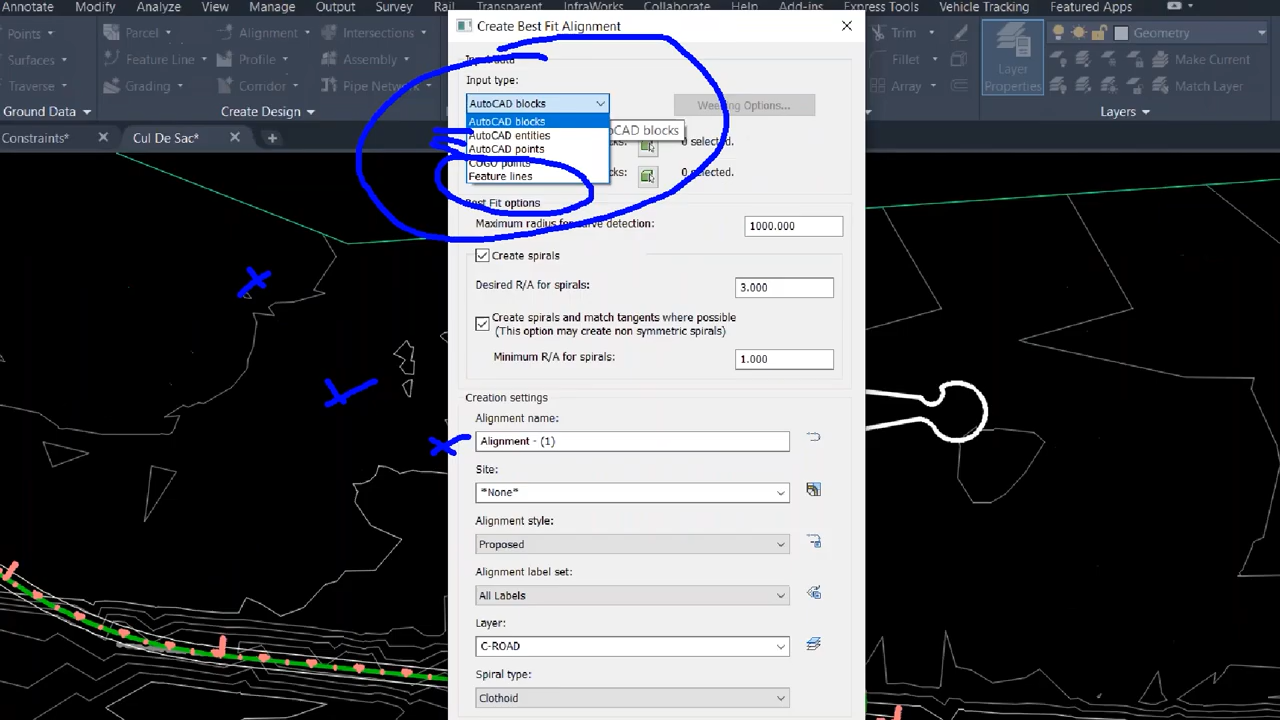 Annotate Modify Analyze View Manage Output Survey Rail InfraWorks Collaborate Help Add-ins Express Tools Vehicle Tracking Featured Apps
Create Best Fit Alignment
Points Parcel Alignment Intersections Trim Geometry
Surfaces Feature Line Profile Assembly Fillet Make Current
Traverse Grading Corridor Pipe Network Array Match Layer
Layer Properties
Ground Data Create Design Layers
Constraints* Cul De Sac*
Input data
Input type:
AutoCAD blocks Weeding Options...
AutoCAD blocks
AutoCAD entities
AutoCAD points
COGO points
Feature lines
oCAD blocks
cks: 0 selected.
cks: 0 selected.
Best Fit options
Maximum radius for curve detection: 1000.000
Create spirals
Desired R/A for spirals: 3.000
Create spirals and match tangents where possible
(This option may create non symmetric spirals)
Minimum R/A for spirals: 1.000
Creation settings
Alignment name:
Alignment - (1)
Site:
*None*
Alignment style:
Proposed
Alignment label set:
All Labels
Layer:
C-ROAD
Spiral type:
Clothoid